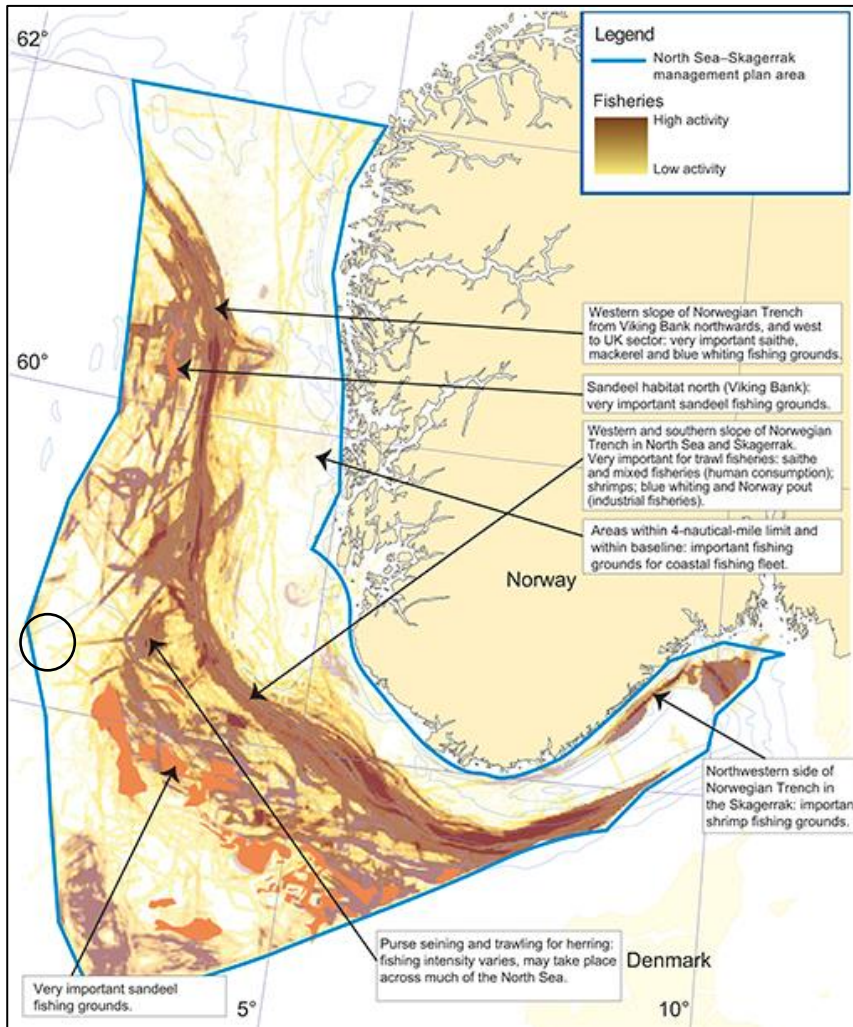 62°
Legend
North Sea–Skagerrak
management plan area
Fisheries
High activity
Low activity
Western slope of Norwegian Trench
from Viking Bank northwards, and west
to UK sector: very important saithe,
mackerel and blue whiting fishing grounds.
60°
Sandeel habitat north (Viking Bank):
very important sandeel fishing grounds.
Western and southern slope of Norwegian
Trench in North Sea and Skagerrak.
Very important for trawl fisheries: saithe
and mixed fisheries (human consumption);
shrimps; blue whiting and Norway pout
(industrial fisheries).
Areas within 4-nautical-mile limit and
within baseline: important fishing
grounds for coastal fishing fleet.
Norway
Northwestern side of
Norwegian Trench in
the Skagerrak: importan
shrimp fishing grounds.
Purse seining and trawling for herring:
fishing intensity varies, may take place
across much of the North Sea.
Denmark
Very important sandeel
fishing grounds.
5°
10°